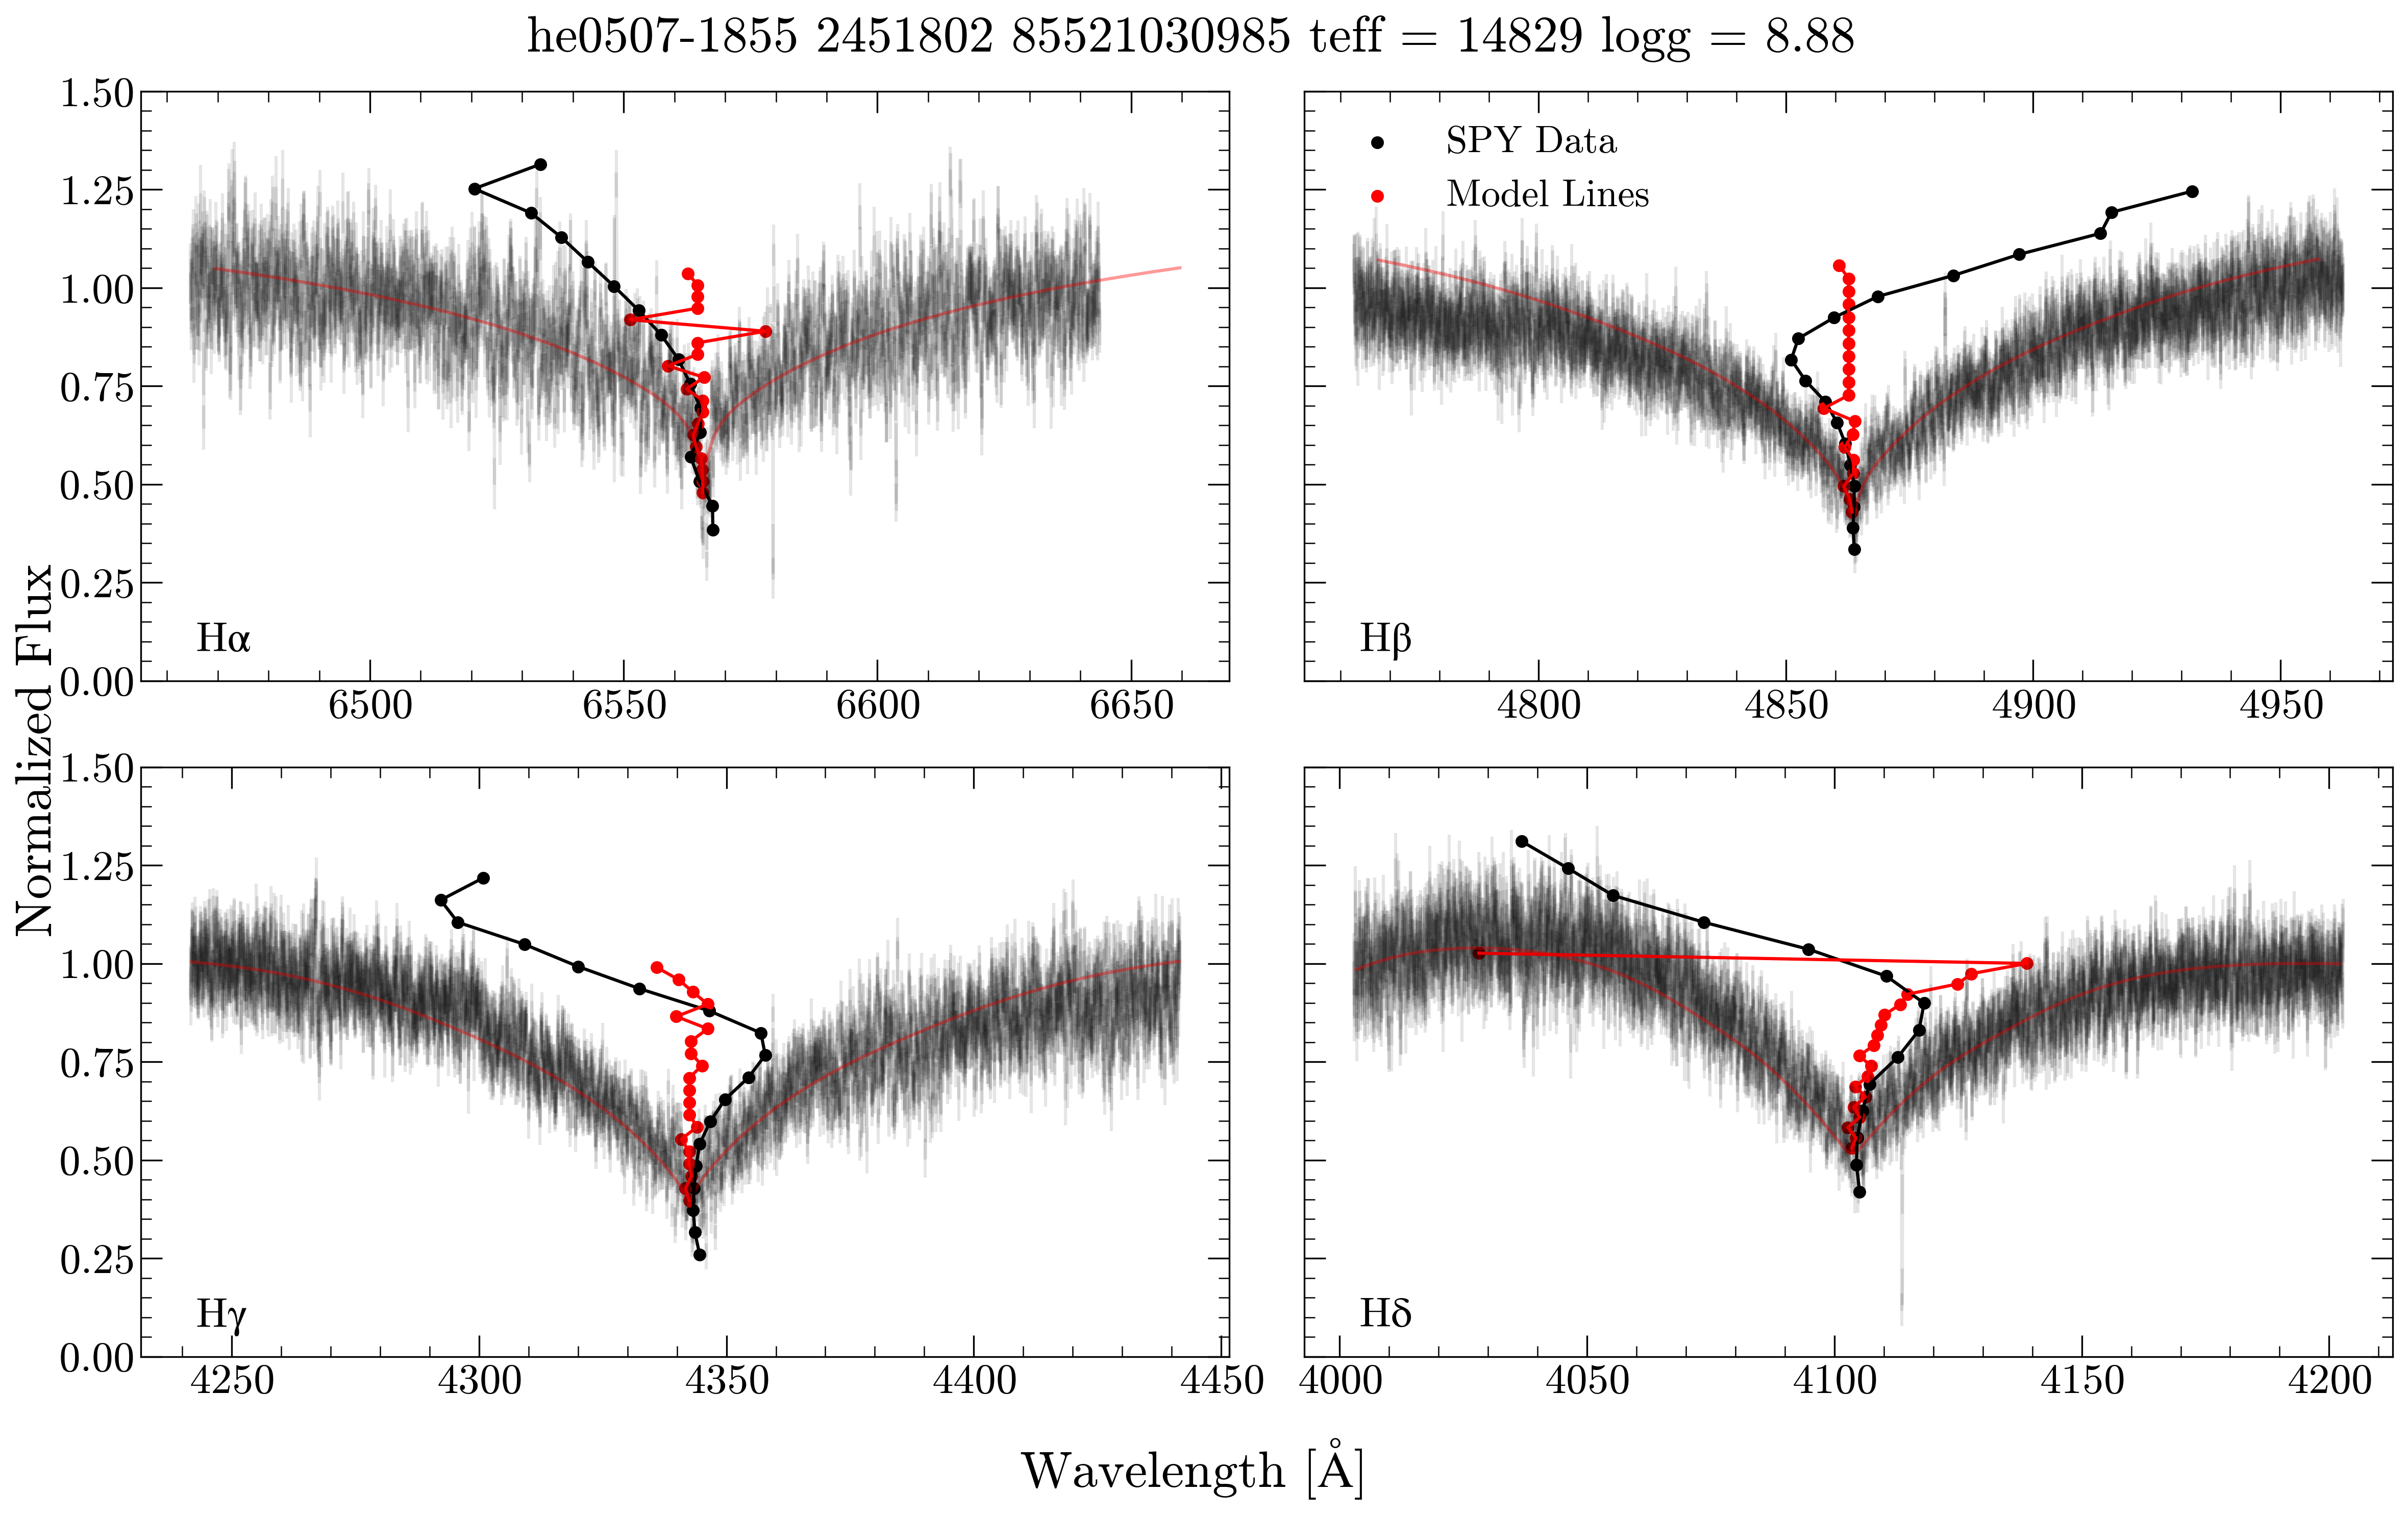 he0507-1855 2451802 85521030985 teff = 14829 logg = 8.88
Normalized Flux
1.50
1.25
1.00
0.75
0.50
0.25
0.00
Hα
6500 6550 6600 6650
SPY Data
Model Lines
Hβ
4800 4850 4900 4950
1.50
1.25
1.00
0.75
0.50
0.25
0.00
Hγ
4250 4300 4350 4400 4450
Hδ
4000 4050 4100 4150 4200
Wavelength [Å]